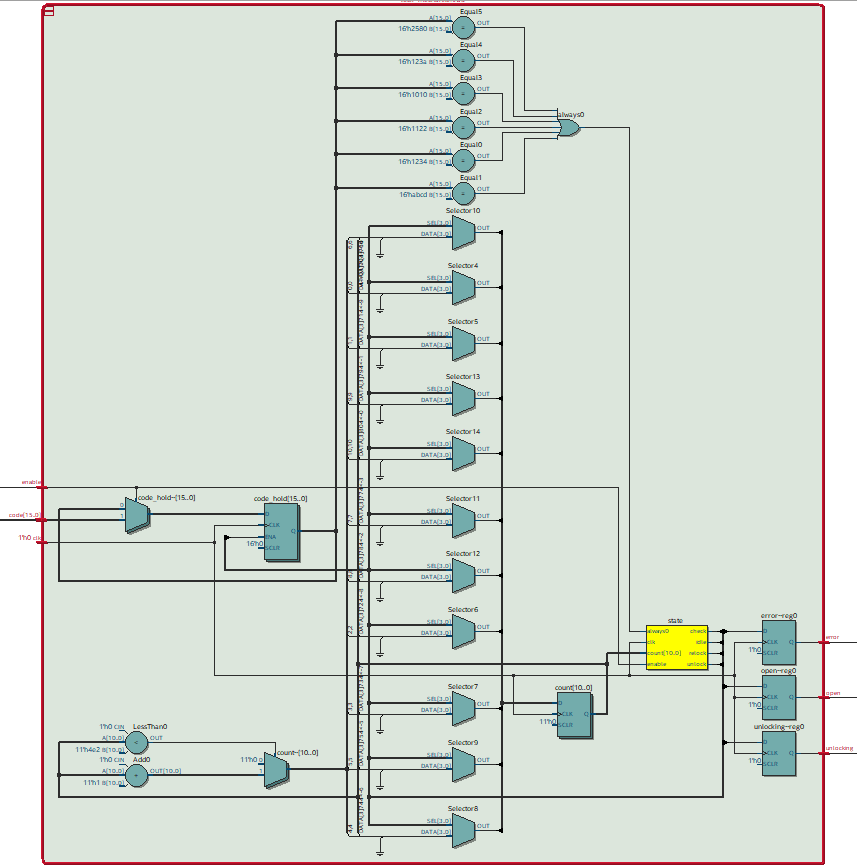 Equal5
A[15..0]
OUT
16'h2580 B[15..0]
Equal4
A[15..0]
OUT
16'h123a B[15..0]
Equal3
A[15..0]
OUT
16'h1010 B[15..0]
always0
Equal2
A[15..0]
OUT
16'h1122 B[15..0]
Equal0
A[15..0]
OUT
16'h1234 B[15..0]
Equal1
A[15..0]
OUT
16'habcd B[15..0]
Selector10
SEL[3..0]
OUT
DATA[3..0]
Selector4
SEL[3..0]
OUT
DATA[3..0]
Selector5
SEL[3..0]
OUT
DATA[3..0]
Selector13
SEL[3..0]
OUT
DATA[3..0]
Selector14
SEL[3..0]
OUT
DATA[3..0]
enable
code[15..0]
1'h0 clk
code_hold~[15..0]
0
1
code_hold[15..0]
D
CLK
ENA
16'h0
SCLR
Q
Selector11
SEL[3..0]
OUT
DATA[3..0]
Selector12
SEL[3..0]
OUT
DATA[3..0]
Selector6
SEL[3..0]
OUT
DATA[3..0]
state
always0
clk
count[10..0]
enable
check
idle
relock
unlock
error~reg0
D
CLK
1'h0
SCLR
Q
error
open~reg0
D
CLK
1'h0
SCLR
Q
open
unlocking~reg0
D
CLK
1'h0
SCLR
Q
unlocking
Selector7
SEL[3..0]
OUT
DATA[3..0]
count[10..0]
D
CLK
11'h0
SCLR
Q
1'h0 CIN
LessThan0
A[10..0]
OUT
11'h4e2 B[10..0]
1'h0 CIN
Add0
A[10..0]
OUT[10..0]
11'h1 B[10..0]
count~[10..0]
11'h0 0
1
Selector9
SEL[3..0]
OUT
DATA[3..0]
Selector8
SEL[3..0]
OUT
DATA[3..0]